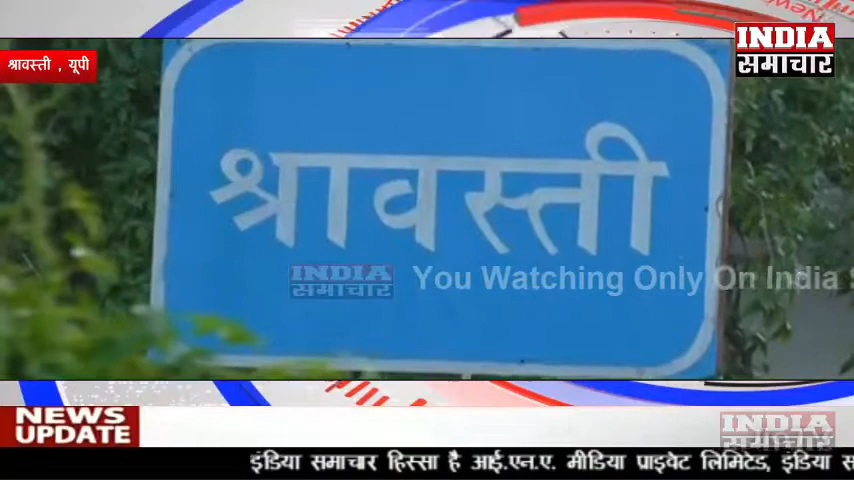 INDIA
समाचार
श्रावस्ती , यूपी
श्रावस्ती
INDIA
समाचार
You Watching Only On India
NEWS
UPDATE
INDIA
समाचार
इंडिया समाचार हिस्सा है आई.एन.ए. मीडिया प्राइवेट लिमिटेड, इंडिया